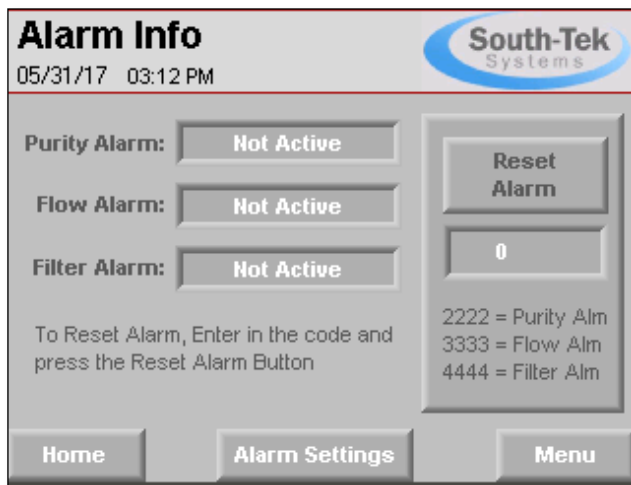 Alarm Info
05/31/17 03:12 PM
South-Tek
Systems
Purity Alarm: Not Active
Flow Alarm: Not Active
Filter Alarm: Not Active
To Reset Alarm, Enter in the code and
press the Reset Alarm Button
Reset
Alarm
0
2222 = Purity Alm
3333 = Flow Alm
4444 = Filter Alm
Home
Alarm Settings
Menu